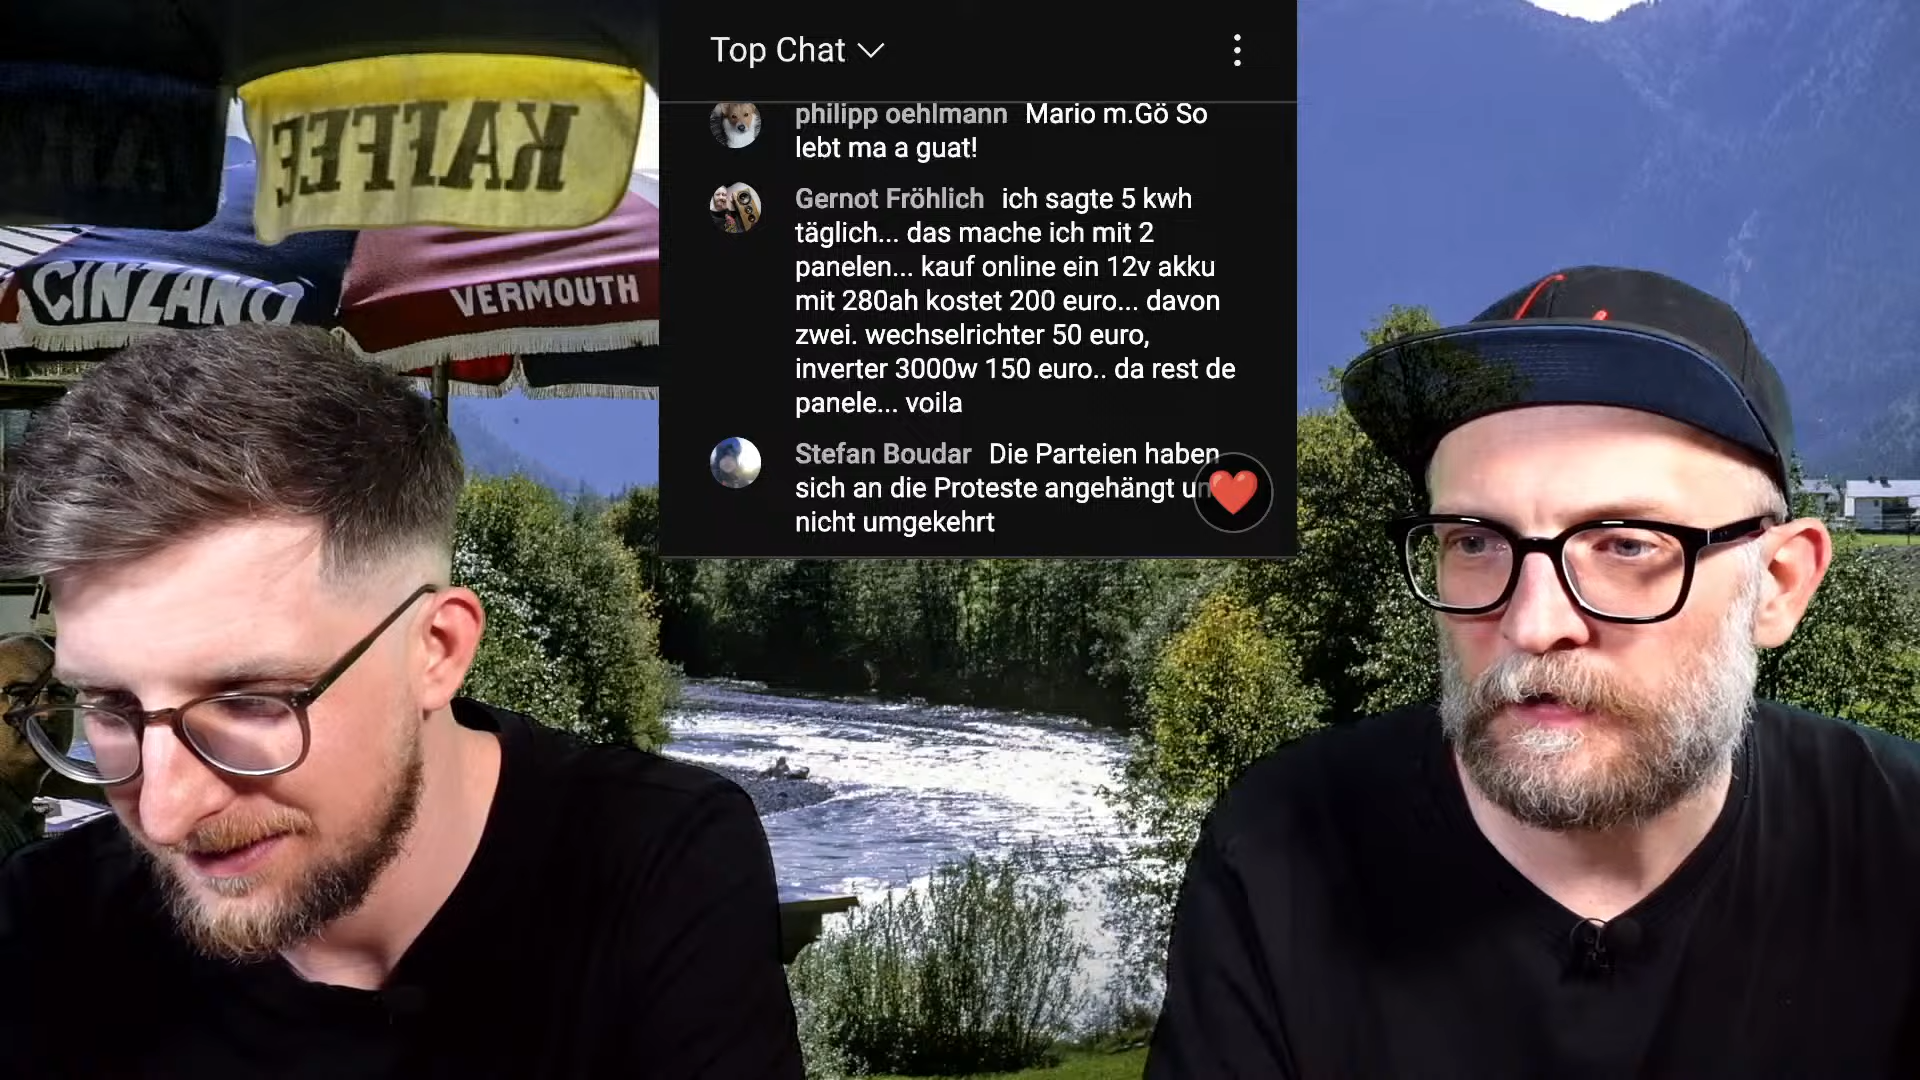 Top Chat
philipp oehlmann Mario m.Gö So
lebt ma a guat!
Gernot Fröhlich ich sagte 5 kwh
täglich... das mache ich mit 2
panelen... kauf online ein 12v akku
mit 280ah kostet 200 euro... davon
zwei. wechselrichter 50 euro,
inverter 3000w 150 euro.. da rest de
panele... voila
Stefan Boudar Die Parteien haben
sich an die Proteste angehängt
nicht umgekehrt
KAFFEE
CINZANO
VERMOUTH